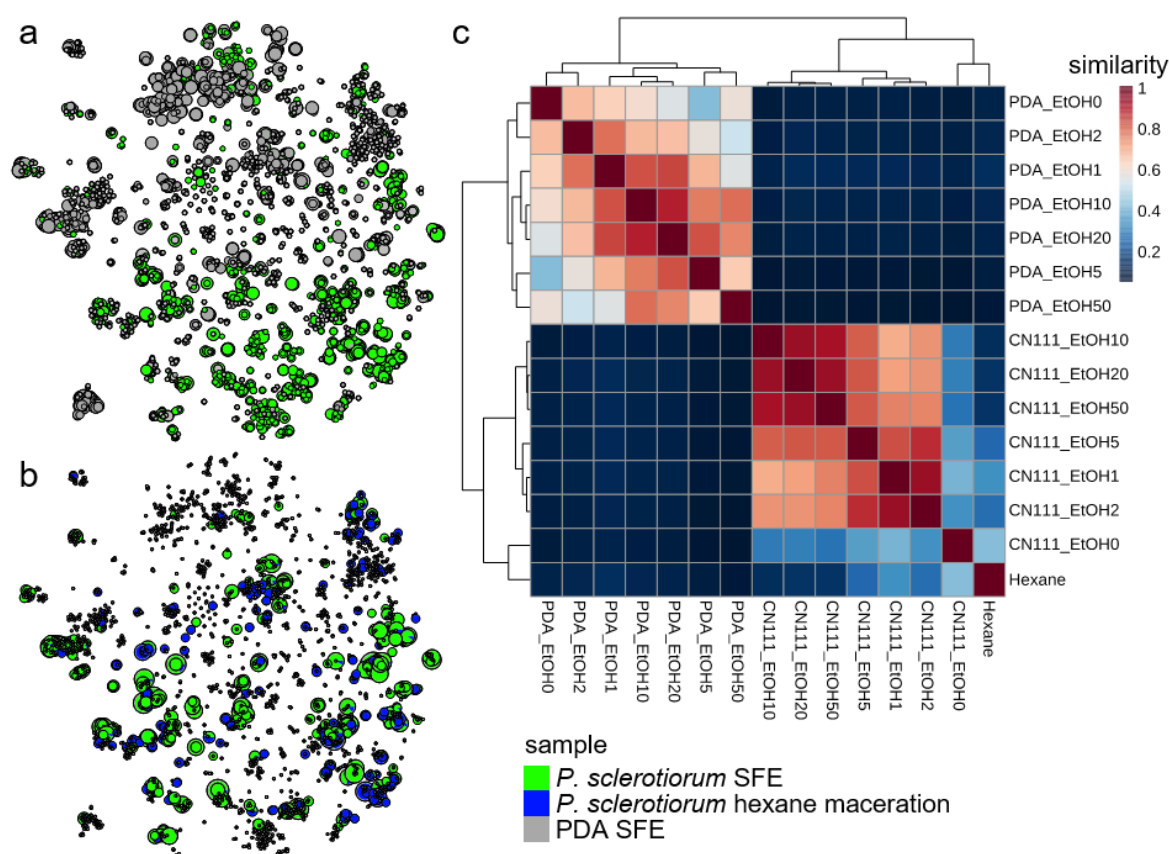 a
b
c
similarity
1
0.8
0.6
0.4
0.2
PDA_EtOH0
PDA_EtOH2
PDA_EtOH1
PDA_EtOH10
PDA_EtOH20
PDA_EtOH5
PDA_EtOH50
CN111_EtOH10
CN111_EtOH20
CN111_EtOH50
CN111_EtOH5
CN111_EtOH1
CN111_EtOH2
CN111_EtOH0
Hexane
PDA_EtOH0
PDA_EtOH2
PDA_EtOH1
PDA_EtOH10
PDA_EtOH20
PDA_EtOH5
PDA_EtOH50
CN111_EtOH10
CN111_EtOH20
CN111_EtOH50
CN111_EtOH5
CN111_EtOH1
CN111_EtOH2
CN111_EtOH0
Hexane
sample
P. sclerotiorum SFE
P. sclerotiorum hexane maceration
PDA SFE